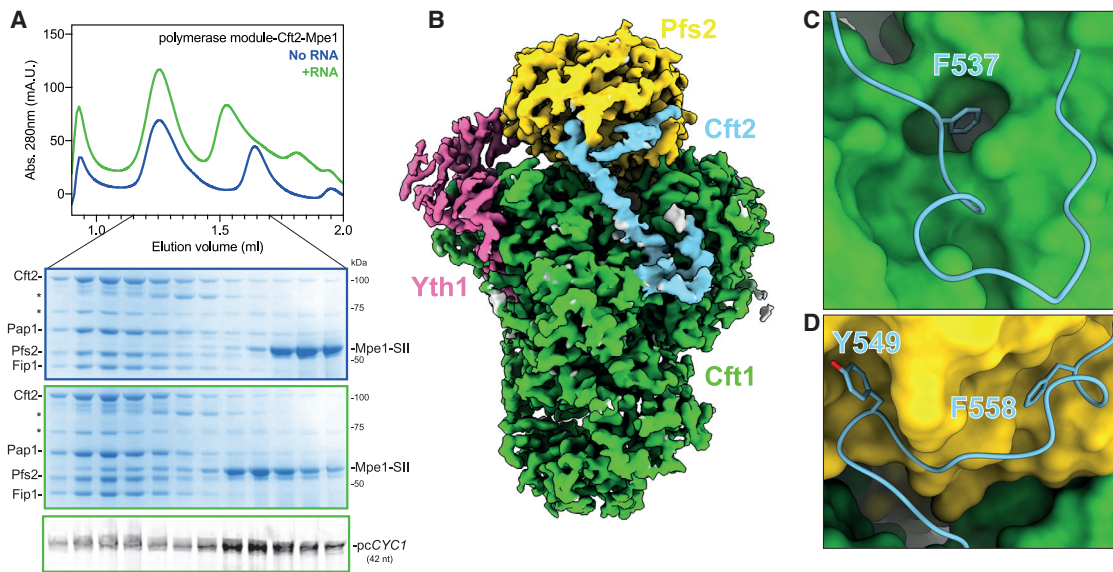 A
polymerase module-Cft2-Mpe1
No RNA
+RNA
Abs. 280nm (mA.U.)
150
100
50
0
1.0
1.5
2.0
Elution volume (ml)
kDa
Cft2-
-100
*
-75
*
Pap1-
Pfs2-
-Mpe1-SII
-50
Fip1-
Cft2-
-100
*
-75
*
Pap1-
-Mpe1-SII
Pfs2-
-50
Fip1-
-pcCYC1
(42 nt)
B
Pfs2
Cft2
Yth1
Cft1
C
F537
D
Y549
F558